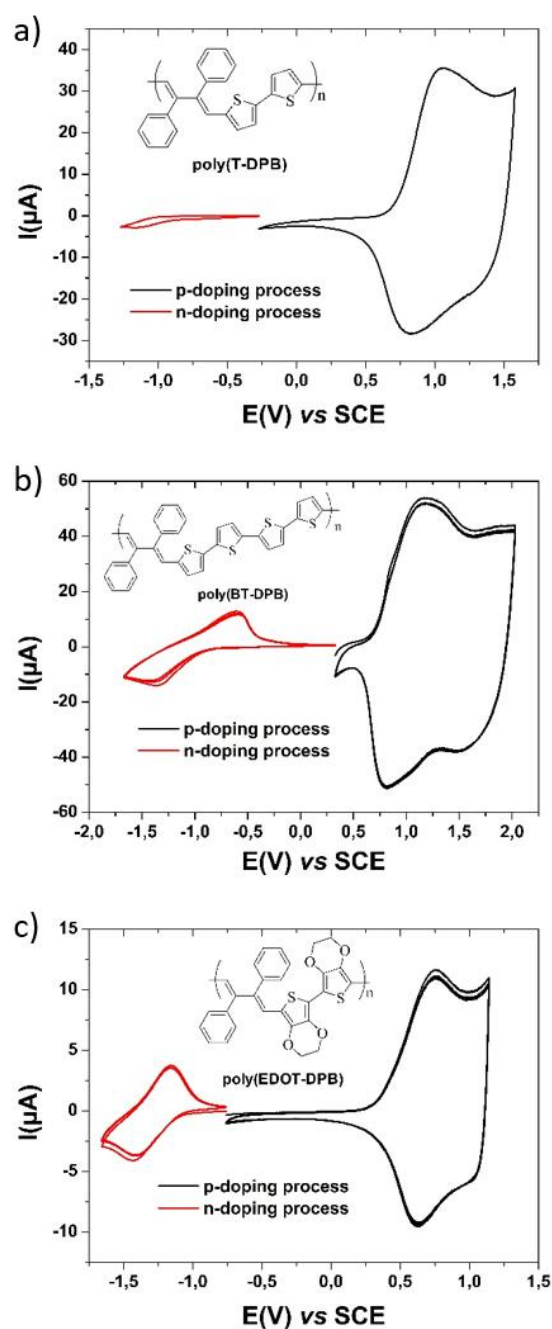 a)
40
30
20
10
0
-10
-20
-30
I(µA)
S
S
n
poly(T-DPB)
p-doping process
n-doping process
-1,5 -1,0 -0,5 0,0 0,5 1,0 1,5
E(V) vs SCE
b)
60
40
20
0
-20
-40
-60
I(µA)
S
S
S
S
n
poly(BT-DPB)
p-doping process
n-doping process
-2,0 -1,5 -1,0 -0,5 0,0 0,5 1,0 1,5 2,0
E(V) vs SCE
c)
15
10
5
0
-5
-10
I(µA)
O O
S
S
n
O
O
poly(EDOT-DPB)
p-doping process
n-doping process
-1,5 -1,0 -0,5 0,0 0,5 1,0
E(V) vs SCE